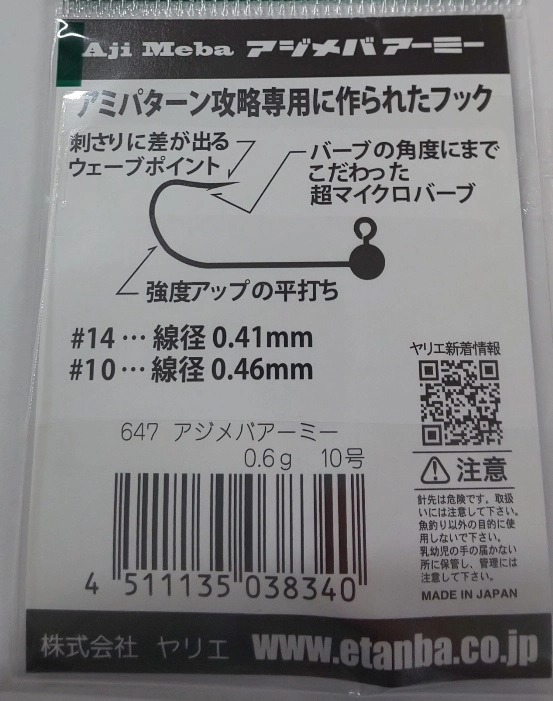 Aji Meba アジメバ アーミー
アミパターン攻略専用に作られたフック
刺さりに差が出る
ウェーブポイント
バーブの角度にまで
こだわった
超マイクロバーブ
強度アップの平打ち
#14…線径0.41mm
#10…線径0.46mm
ヤリエ新着情報
647 アジメバアーミー
0.6g 10号
4 511135 038340
注意
針先は危険です。取扱
いには注意して下さい。
魚釣り以外の目的に使
用しないで下さい。
乳幼児の手の届かない
所に保管し、管理には
注意して下さい。
MADE IN JAPAN
株式会社 ヤリエ www.etanba.co.jp